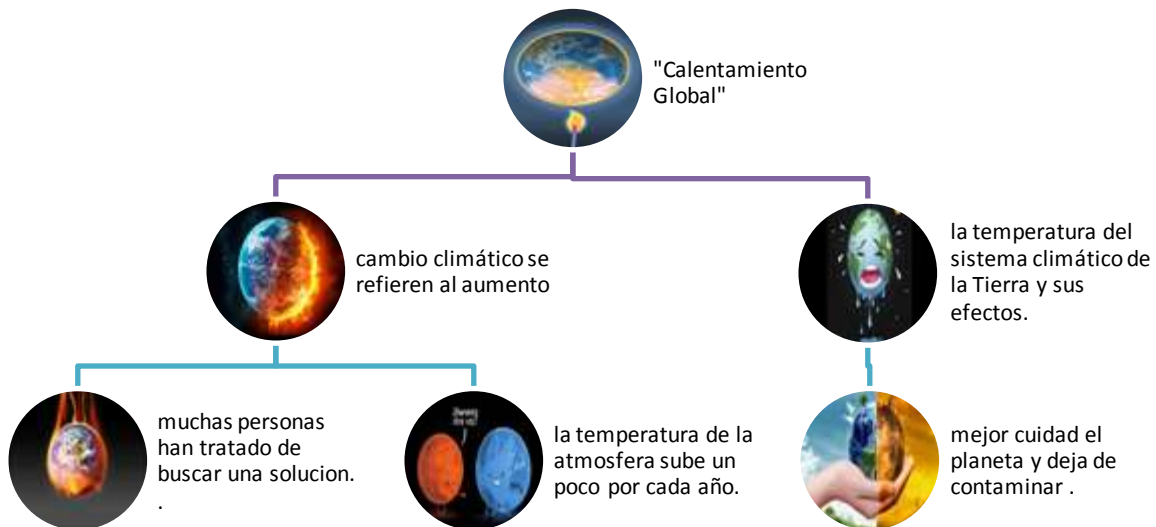 "Calentamiento
Global"
cambio climático se
refieren al aumento
la temperatura del
sistema climático de
la Tierra y sus
efectos.
muchas personas
han tratado de
buscar una solucion.
.
la temperatura de la
atmosfera sube un
poco por cada año.
mejor cuidad el
planeta y deja de
contaminar .